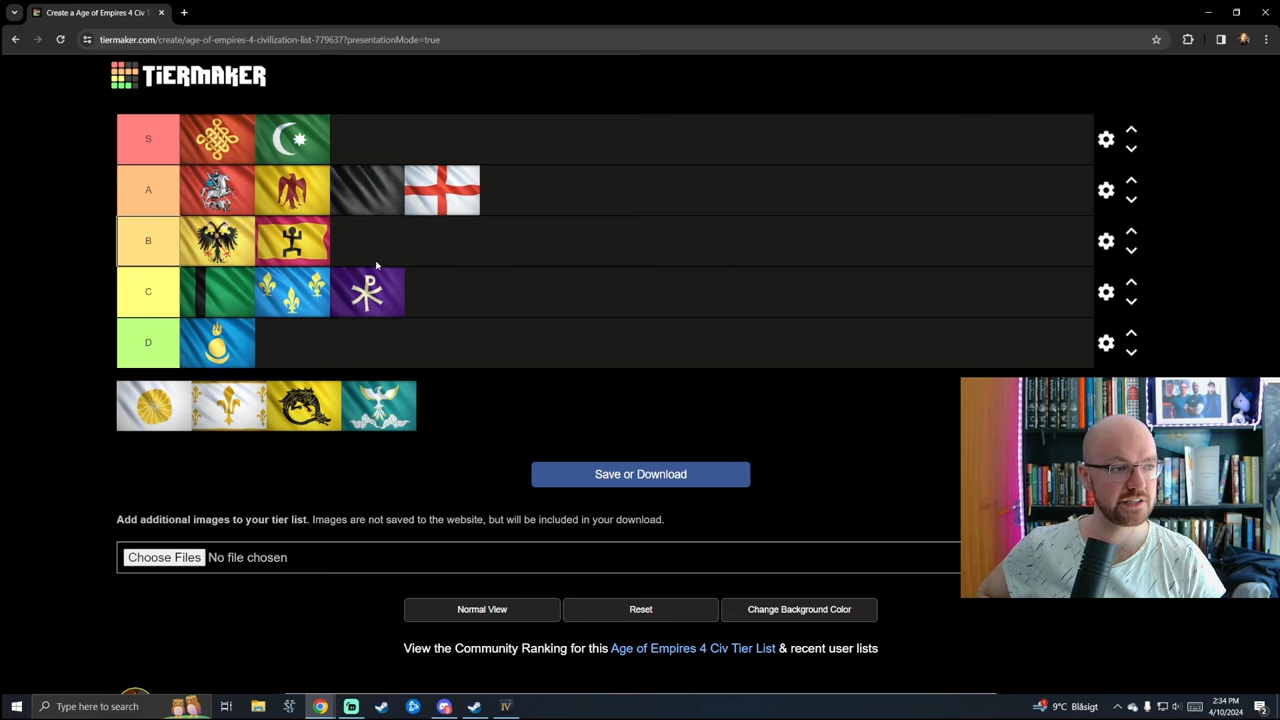 Create a Age of Empires 4 Civ T
tiermaker.com/create/age-of-empires-4-civilization-list-779637?presentationMode=true
TiERMAKER
S
A
B
C
D
Save or Download
Add additional images to your tier list. Images are not saved to the website, but will be included in your download.
Choose Files No file chosen
Normal View
Reset
Change Background Color
View the Community Ranking for this Age of Empires 4 Civ Tier List & recent user lists
Type here to search
9°C Blåsigt
2:34 PM
4/10/2024